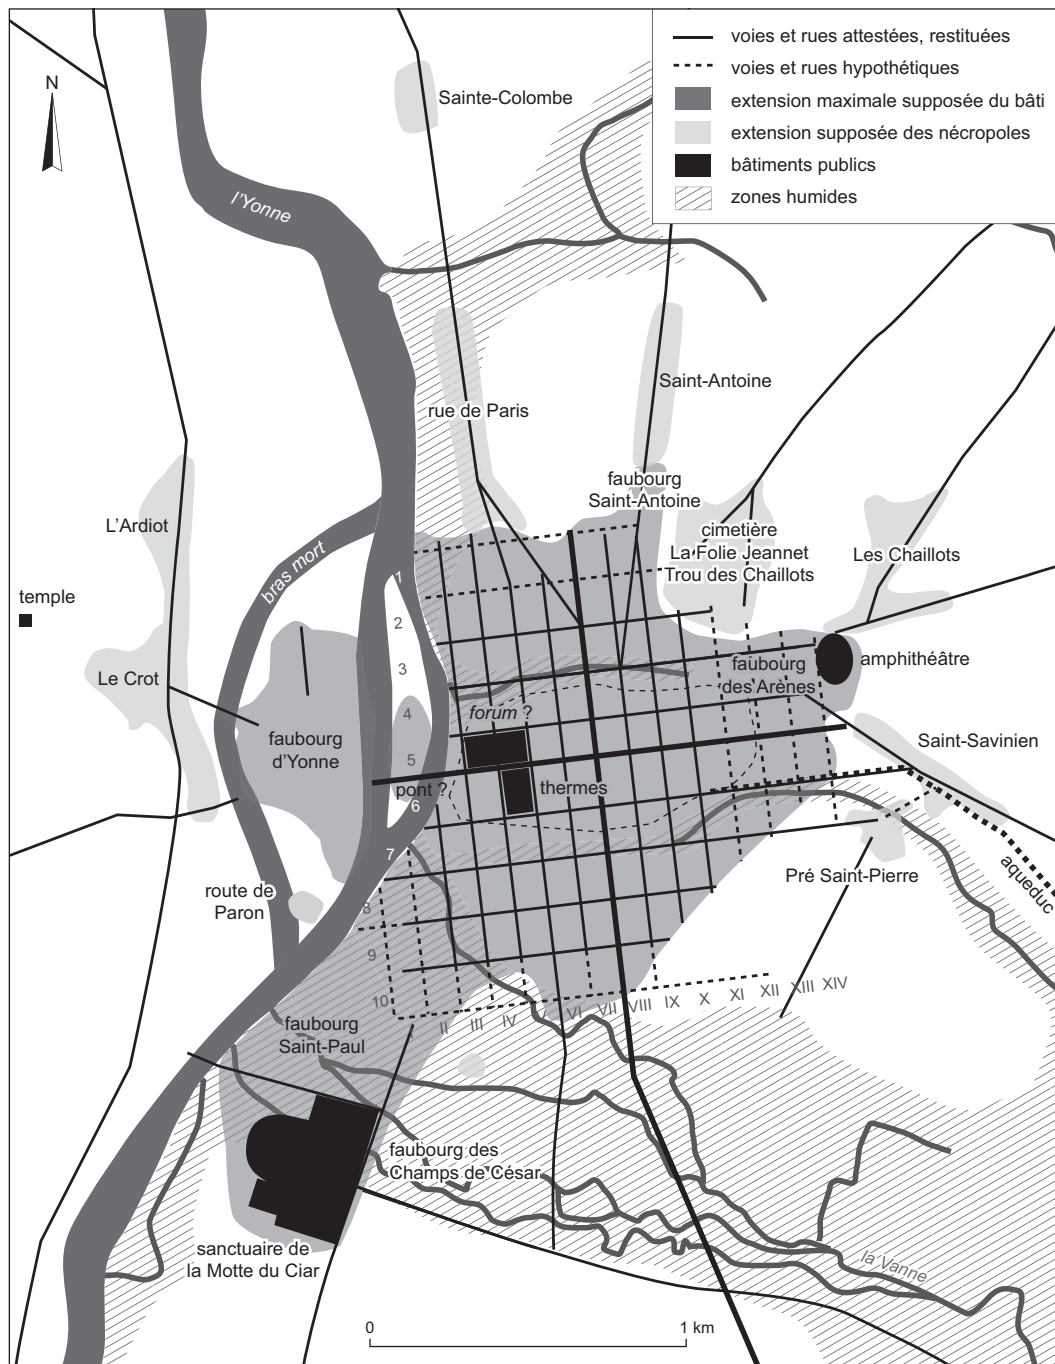 voies et rues attestées, restituées
voies et rues hypothétiques
extension maximale supposée du bâti
extension supposée des nécropoles
bâtiments publics
zones humides
N
Sainte-Colombe
l'Yonne
Saint-Antoine
rue de Paris
faubourg
Saint-Antoine
cimetière
La Folie Jeannet
Trou des Chaillots
Les Chaillots
L'Ardiot
bras mort
temple
1
2
3
4
5
6
7
8
9
10
Le Crot
faubourg
d'Yonne
faubourg
des Arènes
amphithéâtre
forum ?
Saint-Savinien
pont ?
thermes
aqueduc
Pré Saint-Pierre
route de
Paron
I II III IV V VI VII VIII IX X XI XII XIII XIV
faubourg
Saint-Paul
faubourg des
Champs de César
sanctuaire de
la Motte du Ciar
la Vanne
0 1 km